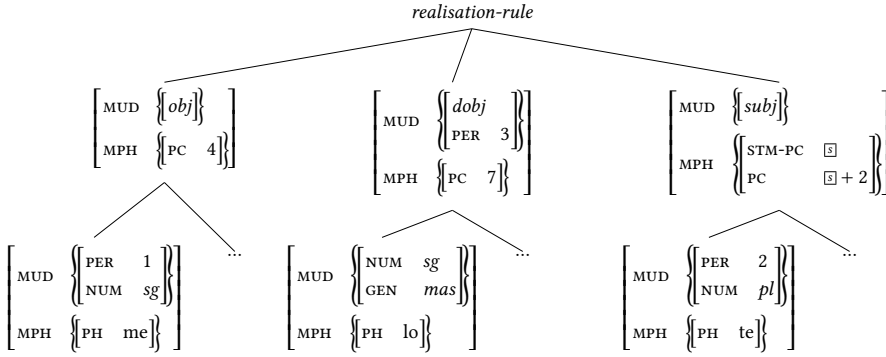 realisation-rule
[MUD {[obj]}]
[MPH {[PC 4]}]
[MUD {[dobj]
[PER 3]}]
[MPH {[PC 7]}]
[MUD {[subj]}]
[MPH {[STM-PC s]
[PC s + 2]}]
[MUD {[PER 1]
[NUM sg]}]
[MPH {[PH me]}]
...
[MUD {[NUM sg]
[GEN mas]}]
[MPH {[PH lo]}]
...
[MUD {[PER 2]
[NUM pl]}]
[MPH {[PH te]}]
...